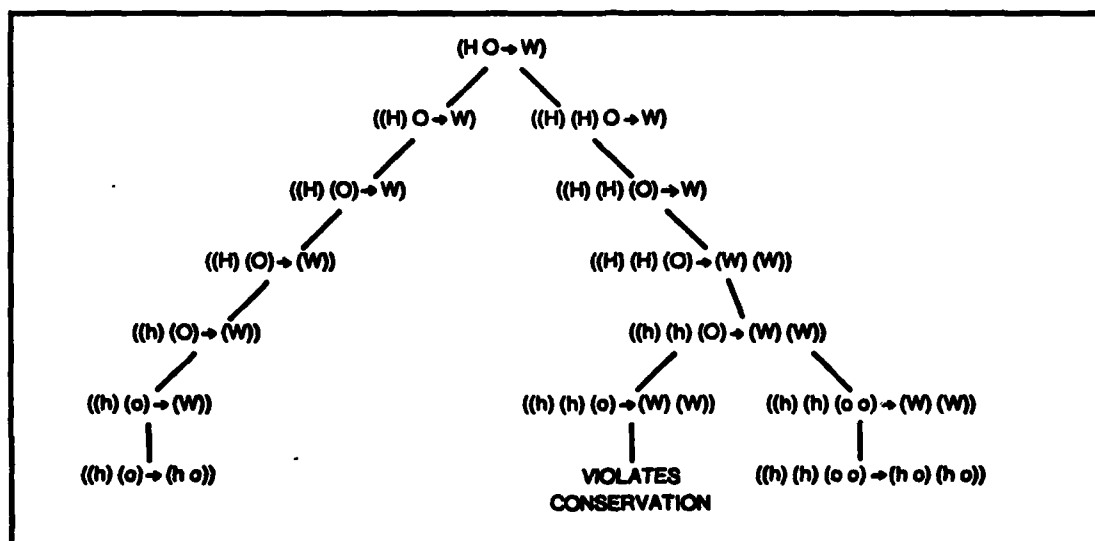 (H O→W)
((H) O→W) ((H) (H) O→W)
((H) (O)→W) ((H) (H) (O)→W)
((H) (O)→(W)) ((H) (H) (O)→(W) (W))
((h) (O)→(W)) ((h) (h) (O)→(W) (W))
((h) (o)→(W)) ((h) (h) (o)→(W) (W)) ((h) (h) (o o)→(W) (W))
((h) (o)→(h o)) VIOLATES ((h) (h) (o o)→(h o) (h o))
CONSERVATION